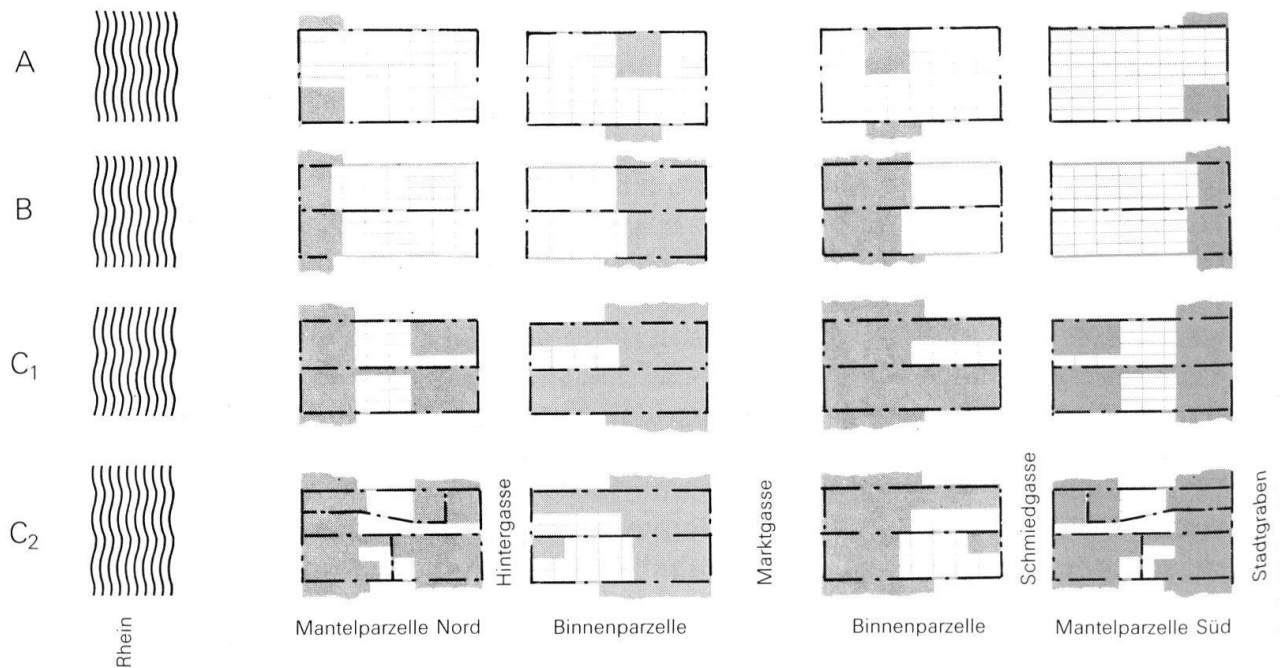 A
B
C₁
C₂
Rhein
Mantelparzelle Nord
Hintergasse
Binnenparzelle
Marktgasse
Binnenparzelle
Schmiedgasse
Mantelparzelle Süd
Stadtgraben